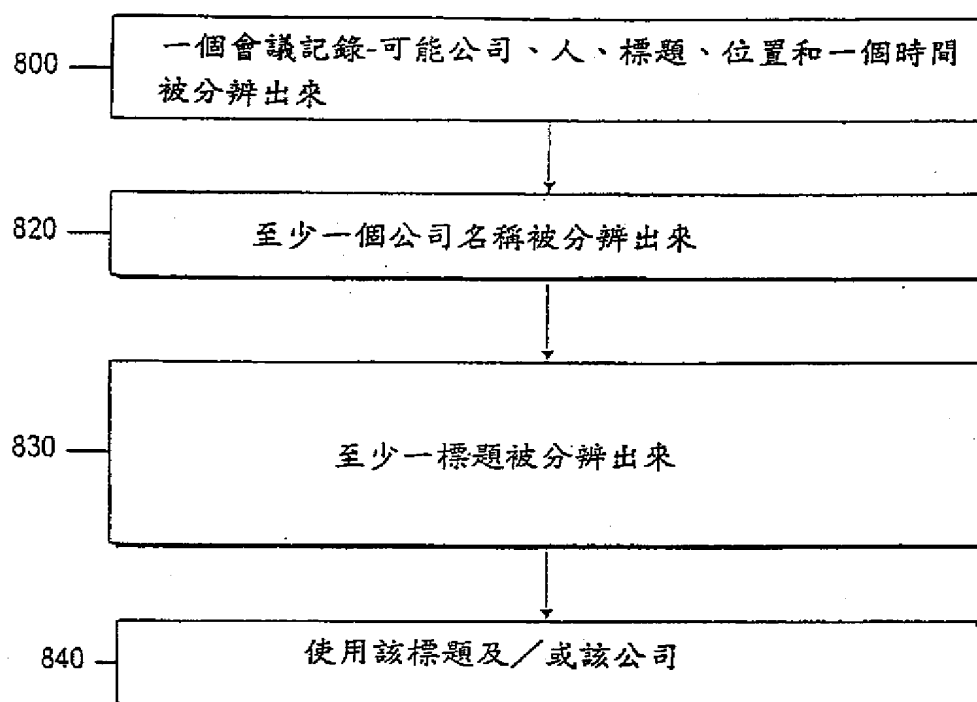 800
一個會議記錄-可能公司、人、標題、位置和一個時間
被分辨出來
820
至少一個公司名稱被分辨出來
830
至少一標題被分辨出來
840
使用該標題及／或該公司